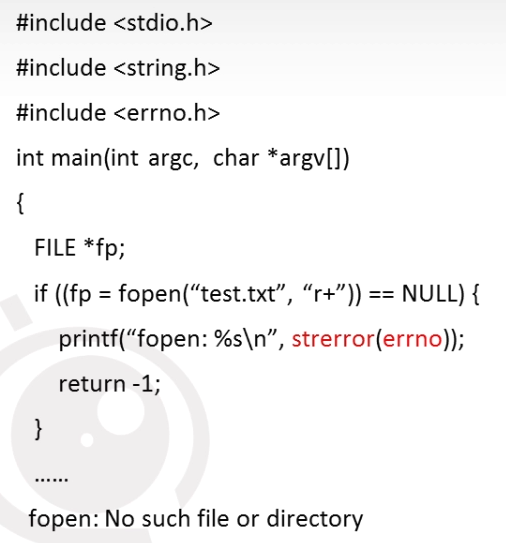 #include <stdio.h>
#include <string.h>
#include <errno.h>
int main(int argc, char *argv[])
{
FILE *fp;
if ((fp = fopen(“test.txt”, “r+”)) == NULL) {
printf(“fopen: %s\n”, strerror(errno));
return -1;
}
……
fopen: No such file or directory